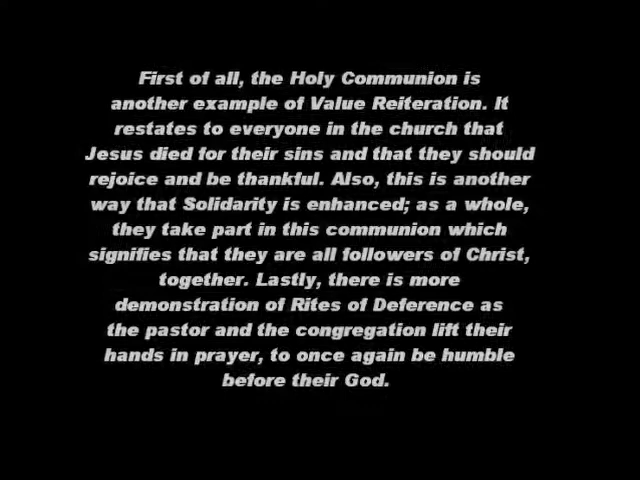 First of all, the Holy Communion is
another example of Value Reiteration. It
restates to everyone in the church that
Jesus died for their sins and that they should
rejoice and be thankful. Also, this is another
way that Solidarity is enhanced; as a whole,
they take part in this communion which
signifies that they are all followers of Christ,
together. Lastly, there is more
demonstration of Rites of Deference as
the pastor and the congregation lift their
hands in prayer, to once again be humble
before their God.